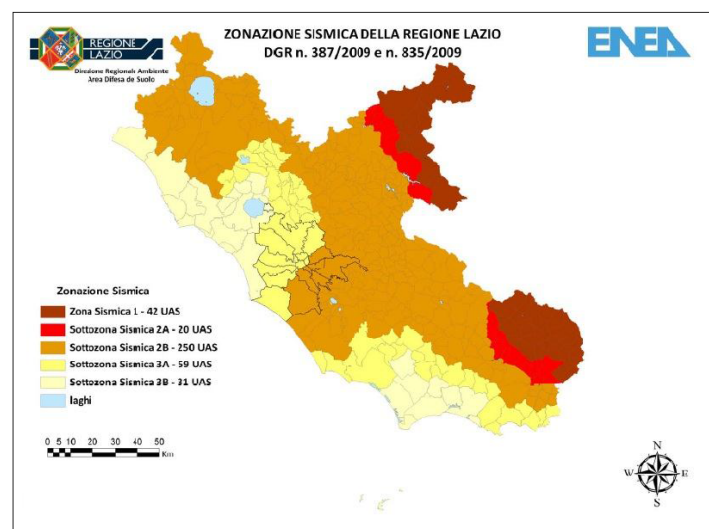 ZONAZIONE SISMICA DELLA REGIONE LAZIO
DGR n. 387/2009 e n. 835/2009
REGIONE
LAZIO
Direzione Regionale Ambiente
Area Difesa de Suolo
ENEA
Zonazione Sismica
Zona Sismica 1 - 42 UAS
Sottozona Sismica 2A - 20 UAS
Sottozona Sismica 2B - 250 UAS
Sottozona Sismica 3A - 59 UAS
Sottozona Sismica 3B - 31 UAS
laghi
0 5 10 20 30 40 50
Km
N
W E
S